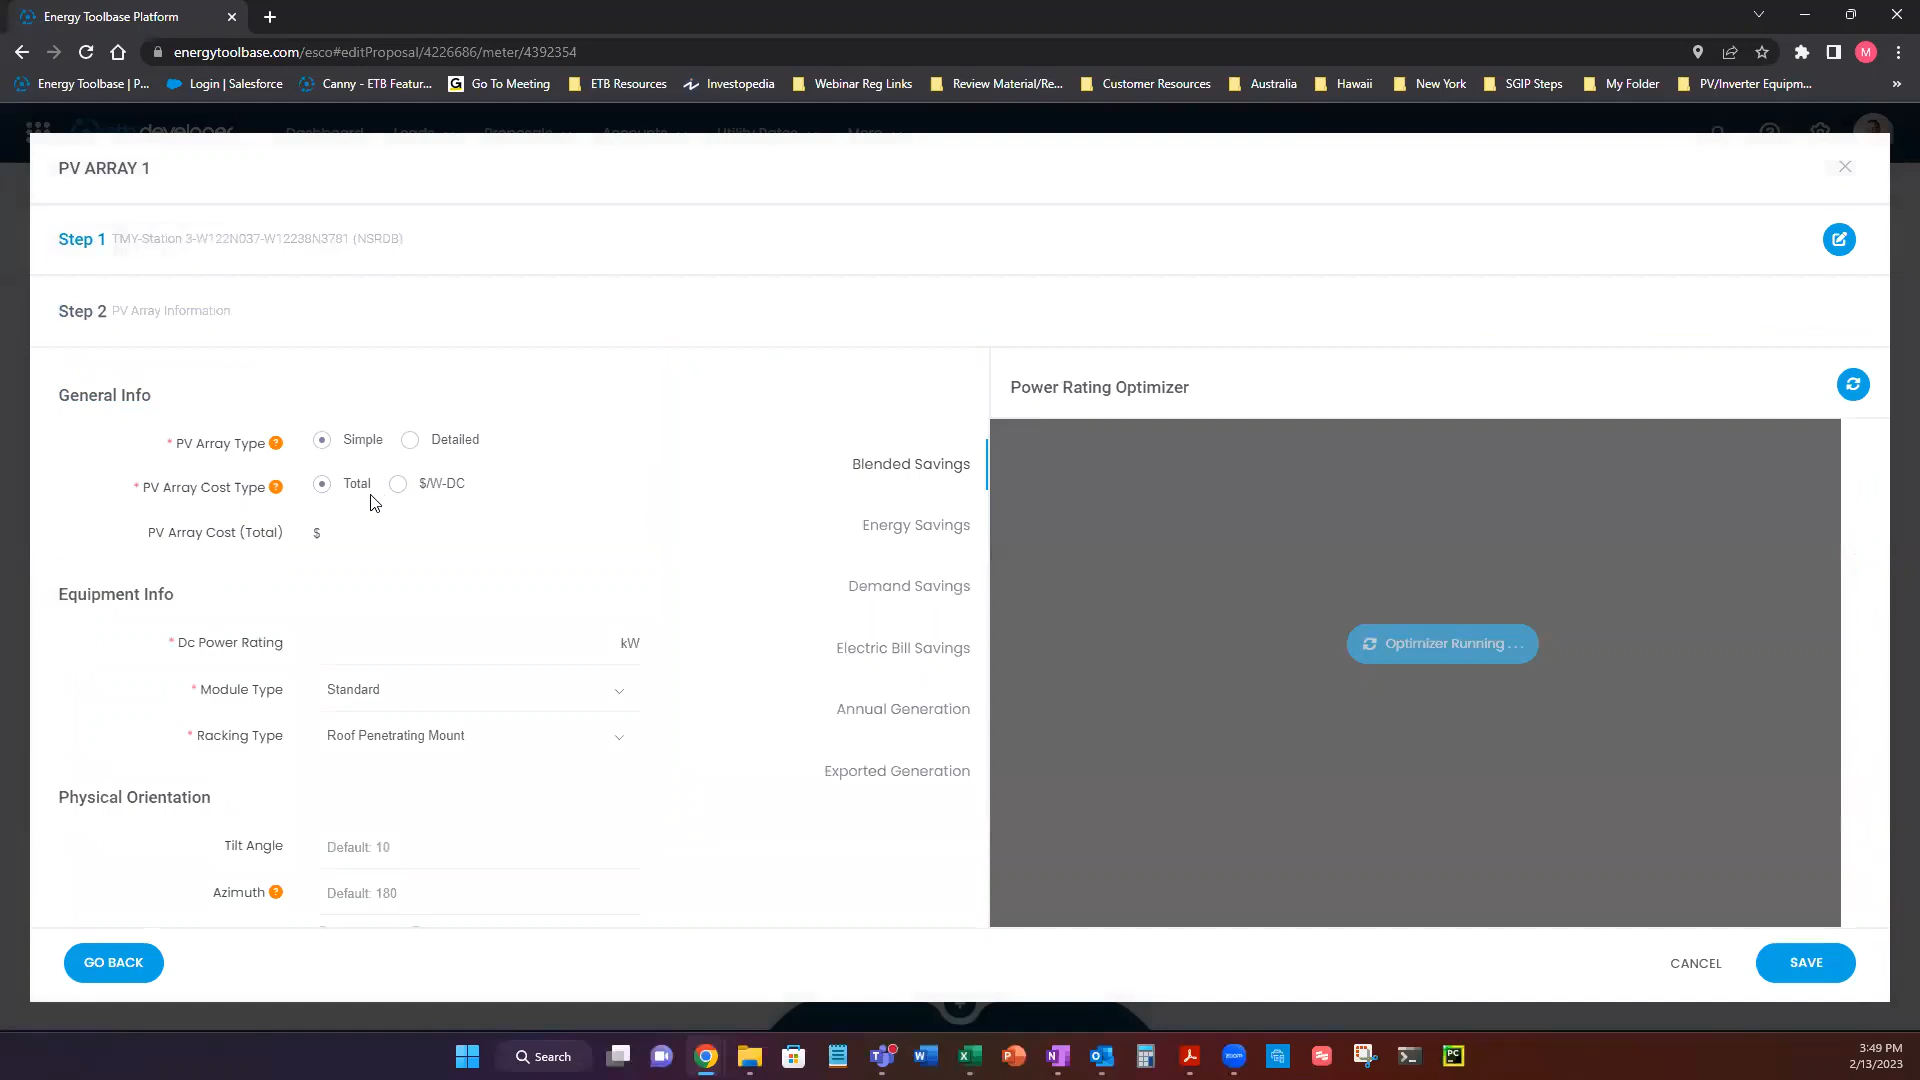 Energy Toolbase Platform
energytoolbase.com/esco#editProposal/4226686/meter/4392354
M
Energy Toolbase | P...
Login | Salesforce
Canny - ETB Featur...
Go To Meeting
ETB Resources
Investopedia
Webinar Reg Links
Review Material/Re...
Customer Resources
Australia
Hawaii
New York
SGIP Steps
My Folder
PV/Inverter Equipm...
»
PV ARRAY 1
Step 1 TMY-Station 3-W122N037-W12238N3781 (NSRDB)
Step 2 PV Array Information
General Info
* PV Array Type ? Simple Detailed
* PV Array Cost Type ? Total $/W-DC
PV Array Cost (Total) $
Equipment Info
* Dc Power Rating kW
* Module Type Standard
* Racking Type Roof Penetrating Mount
Physical Orientation
Tilt Angle Default: 10
Azimuth ? Default: 180
Blended Savings
Energy Savings
Demand Savings
Electric Bill Savings
Annual Generation
Exported Generation
Power Rating Optimizer
Optimizer Running . . .
GO BACK
CANCEL
SAVE
Search
3:49 PM
2/13/2023